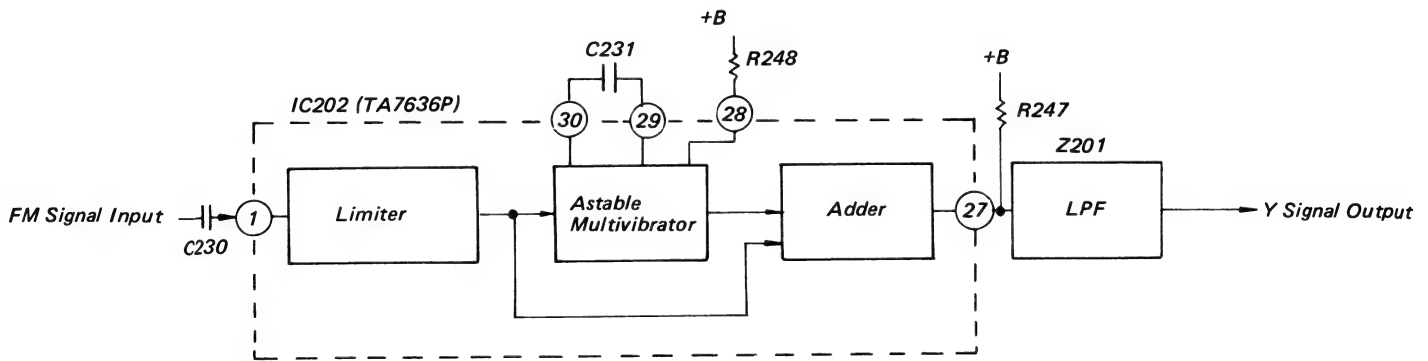 +B
C231
R248
+B
IC202 (TA7636P)
30
29
28
R247
Z201
FM Signal Input
1
Limiter
Astable
Multivibrator
Adder
27
LPF
Y Signal Output
C230